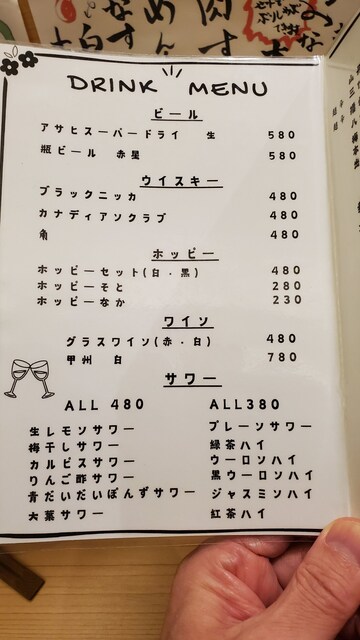 DRINK MENU
ビール
アサヒスーパードライ 生 580
瓶ビール 赤星 580
ウイスキー
ブラックニッカ 480
カナディアンクラブ 480
角 480
ホッピー
ホッピーセット(白・黒) 480
ホッピーそと 280
ホッピーなか 230
ワイン
グラスワイン(赤・白) 480
甲州 白 780
サワー
ALL 480
生レモンサワー
梅干しサワー
カルピスサワー
りんご酢サワー
青だいだいぽんずサワー
大葉サワー
ALL380
プレーンサワー
緑茶ハイ
ウーロンハイ
黒ウーロンハイ
ジャスミンハイ
紅茶ハイ